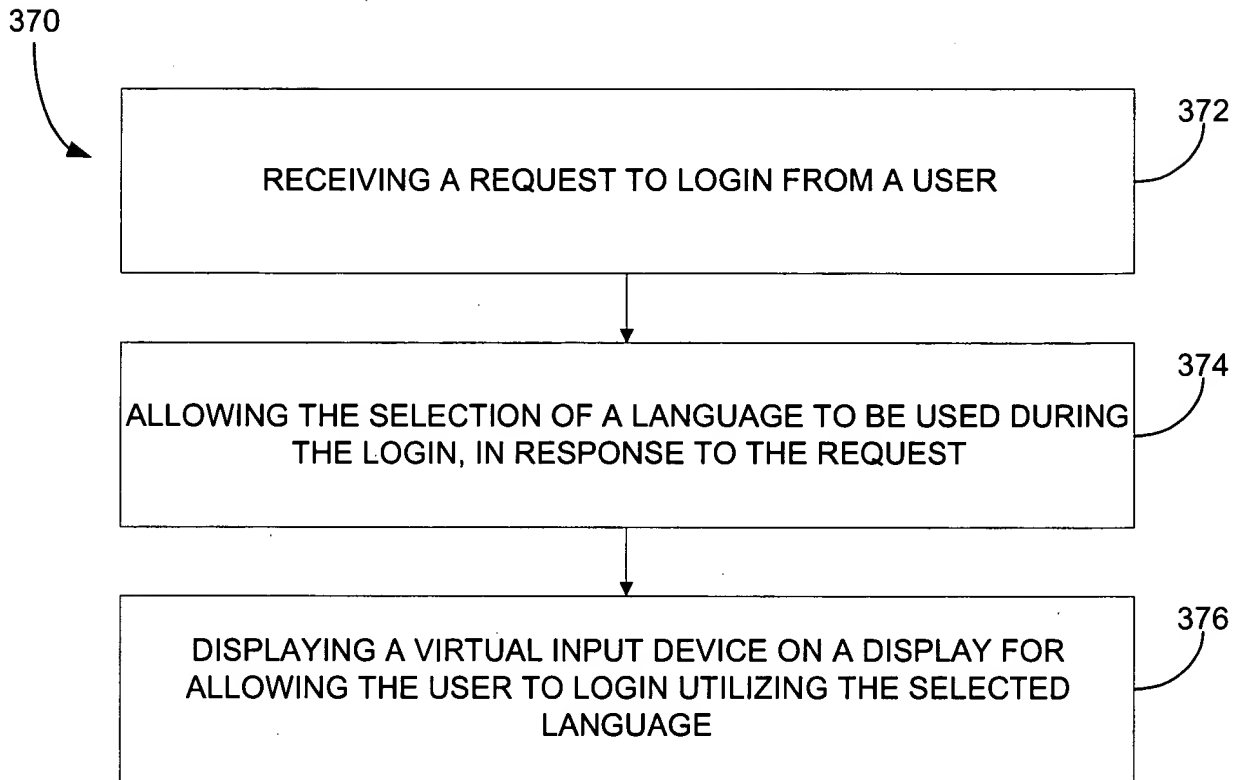 370
372
RECEIVING A REQUEST TO LOGIN FROM A USER
374
ALLOWING THE SELECTION OF A LANGUAGE TO BE USED DURING
THE LOGIN, IN RESPONSE TO THE REQUEST
376
DISPLAYING A VIRTUAL INPUT DEVICE ON A DISPLAY FOR
ALLOWING THE USER TO LOGIN UTILIZING THE SELECTED
LANGUAGE